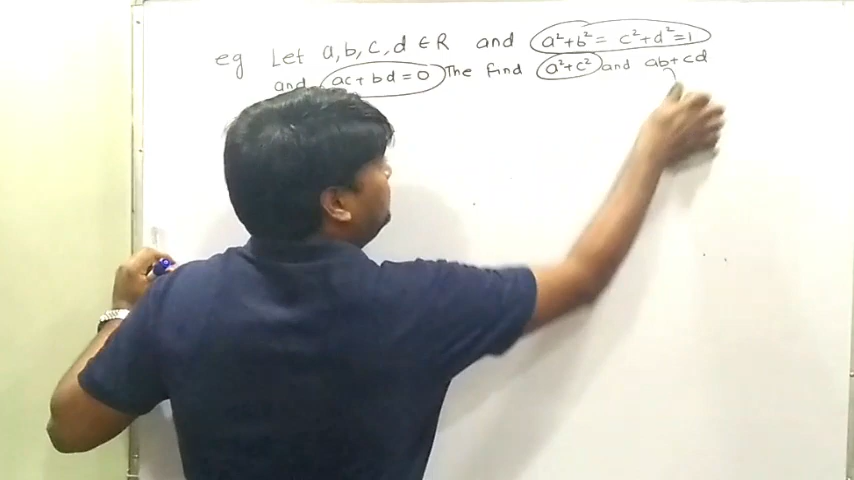 eg Let a, b, c, d ∈ R and a² + b² = c² + d² = 1
and ac + bd = 0 The find a² + c² and ab + cd